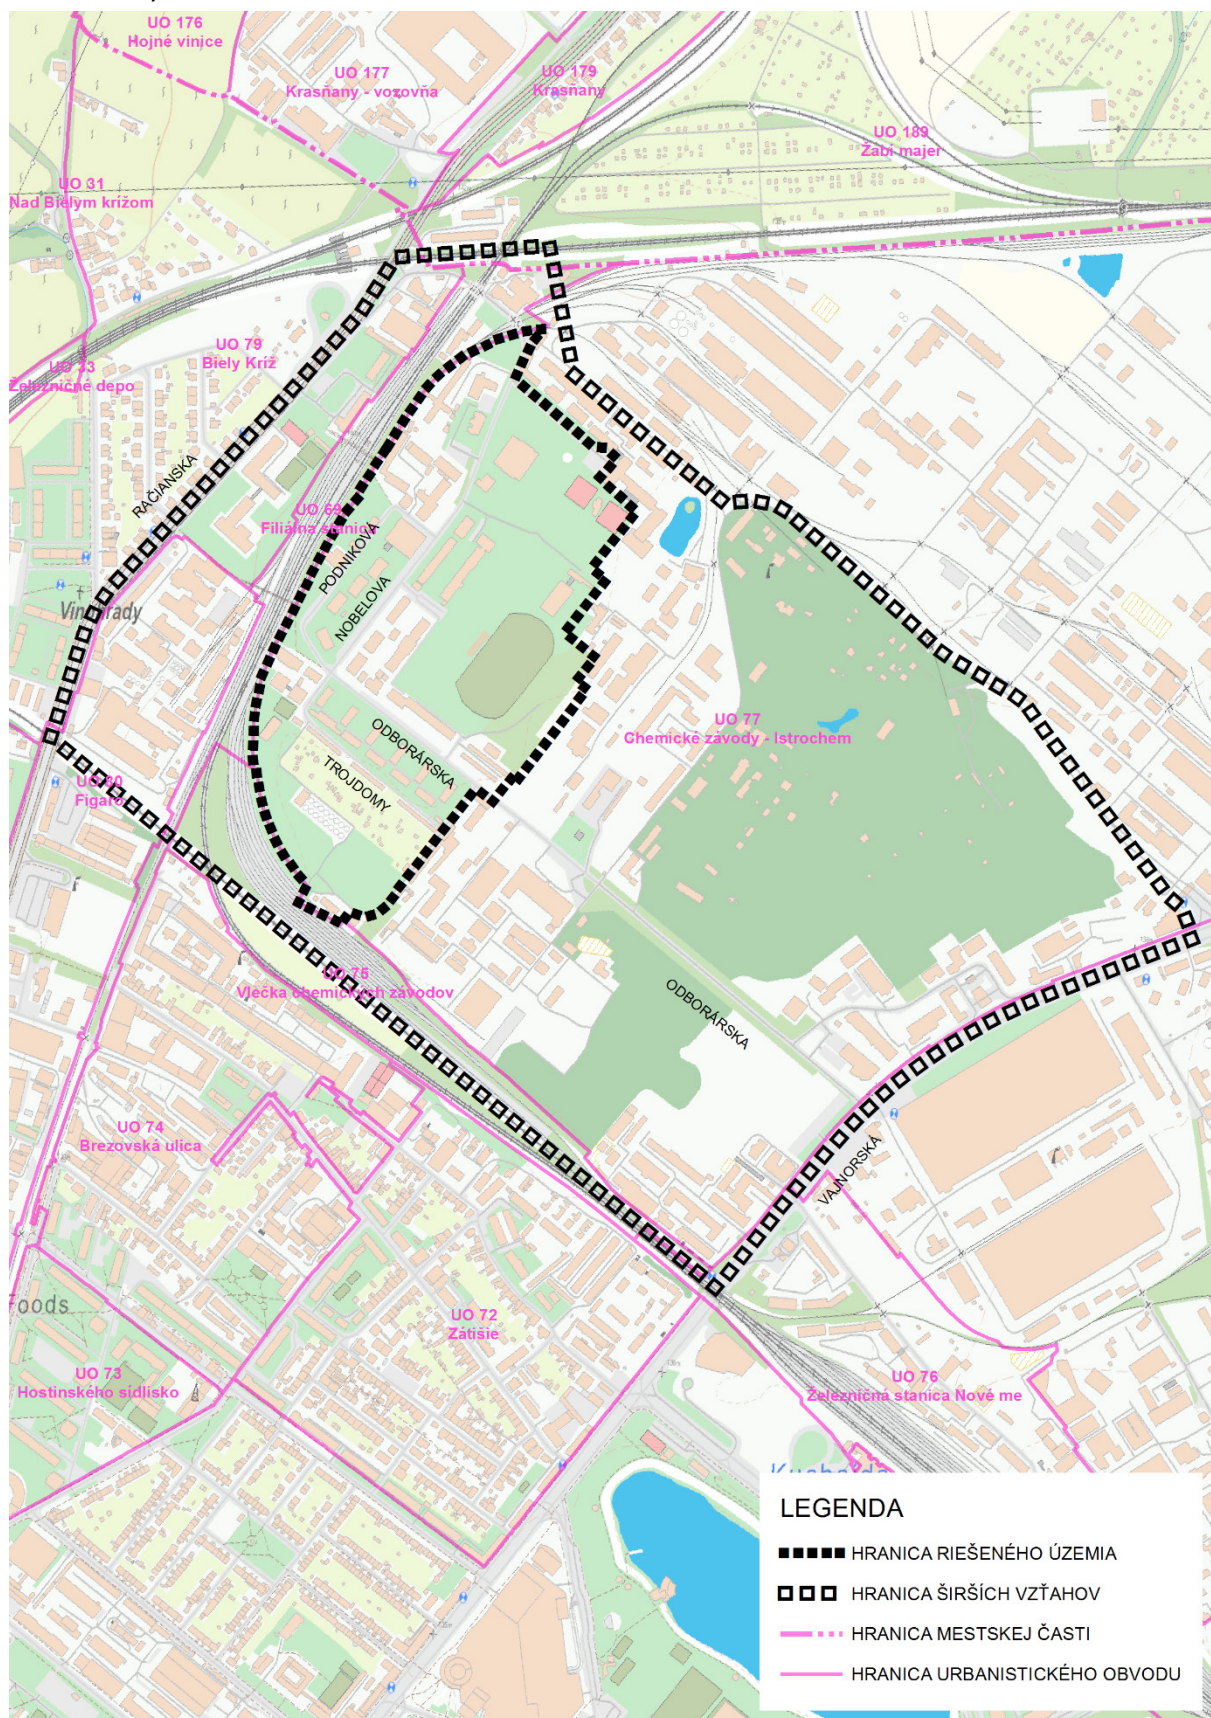 UO 176
Hojné vinice
UO 177
Krasňany - vozovňa
UO 179
Krasňany
UO 189
Žabí majer
UO 31
Nad Bielym krížom
UO 79
Biely Kríž
UO 33
Železničné depo
RAČIANSKA
UO 69
Filiálna stanica
PODNIKOVÁ
NOBELOVA
Vinohrady
ODBORÁRSKA
TROJDOMY
UO 77
Chemické závody - Istrochem
UO 80
Figaro
UO 75
Vlečka chemických závodov
ODBORÁRSKA
UO 74
Brezovská ulica
VAJNORSKÁ
Foods
UO 72
Zátišie
UO 73
Hostinského sídlisko
UO 76
Železničná stanica Nové me
LEGENDA
HRANICA RIEŠENÉHO ÚZEMIA
HRANICA ŠIRŠÍCH VZŤAHOV
HRANICA MESTSKEJ ČASTI
HRANICA URBANISTICKÉHO OBVODU